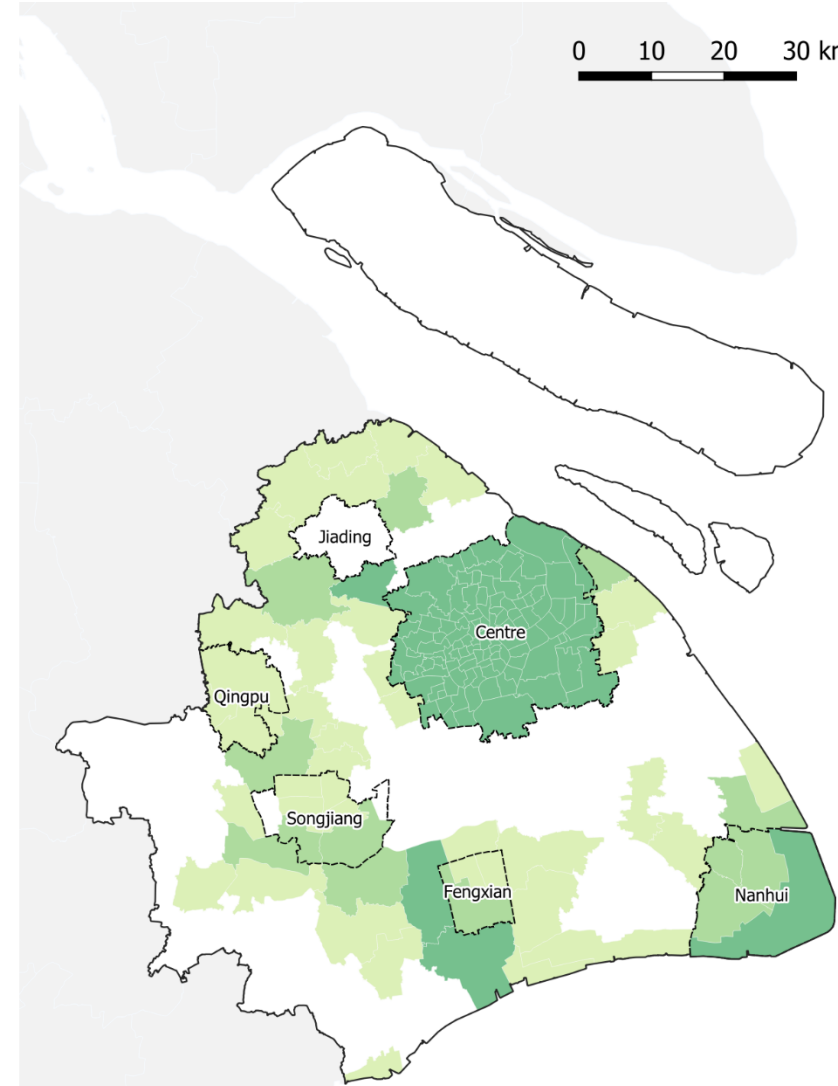 0 10 20 30 kr
Jiading
Centre
Qingpu
Songjiang
Fengxian
Nanhui